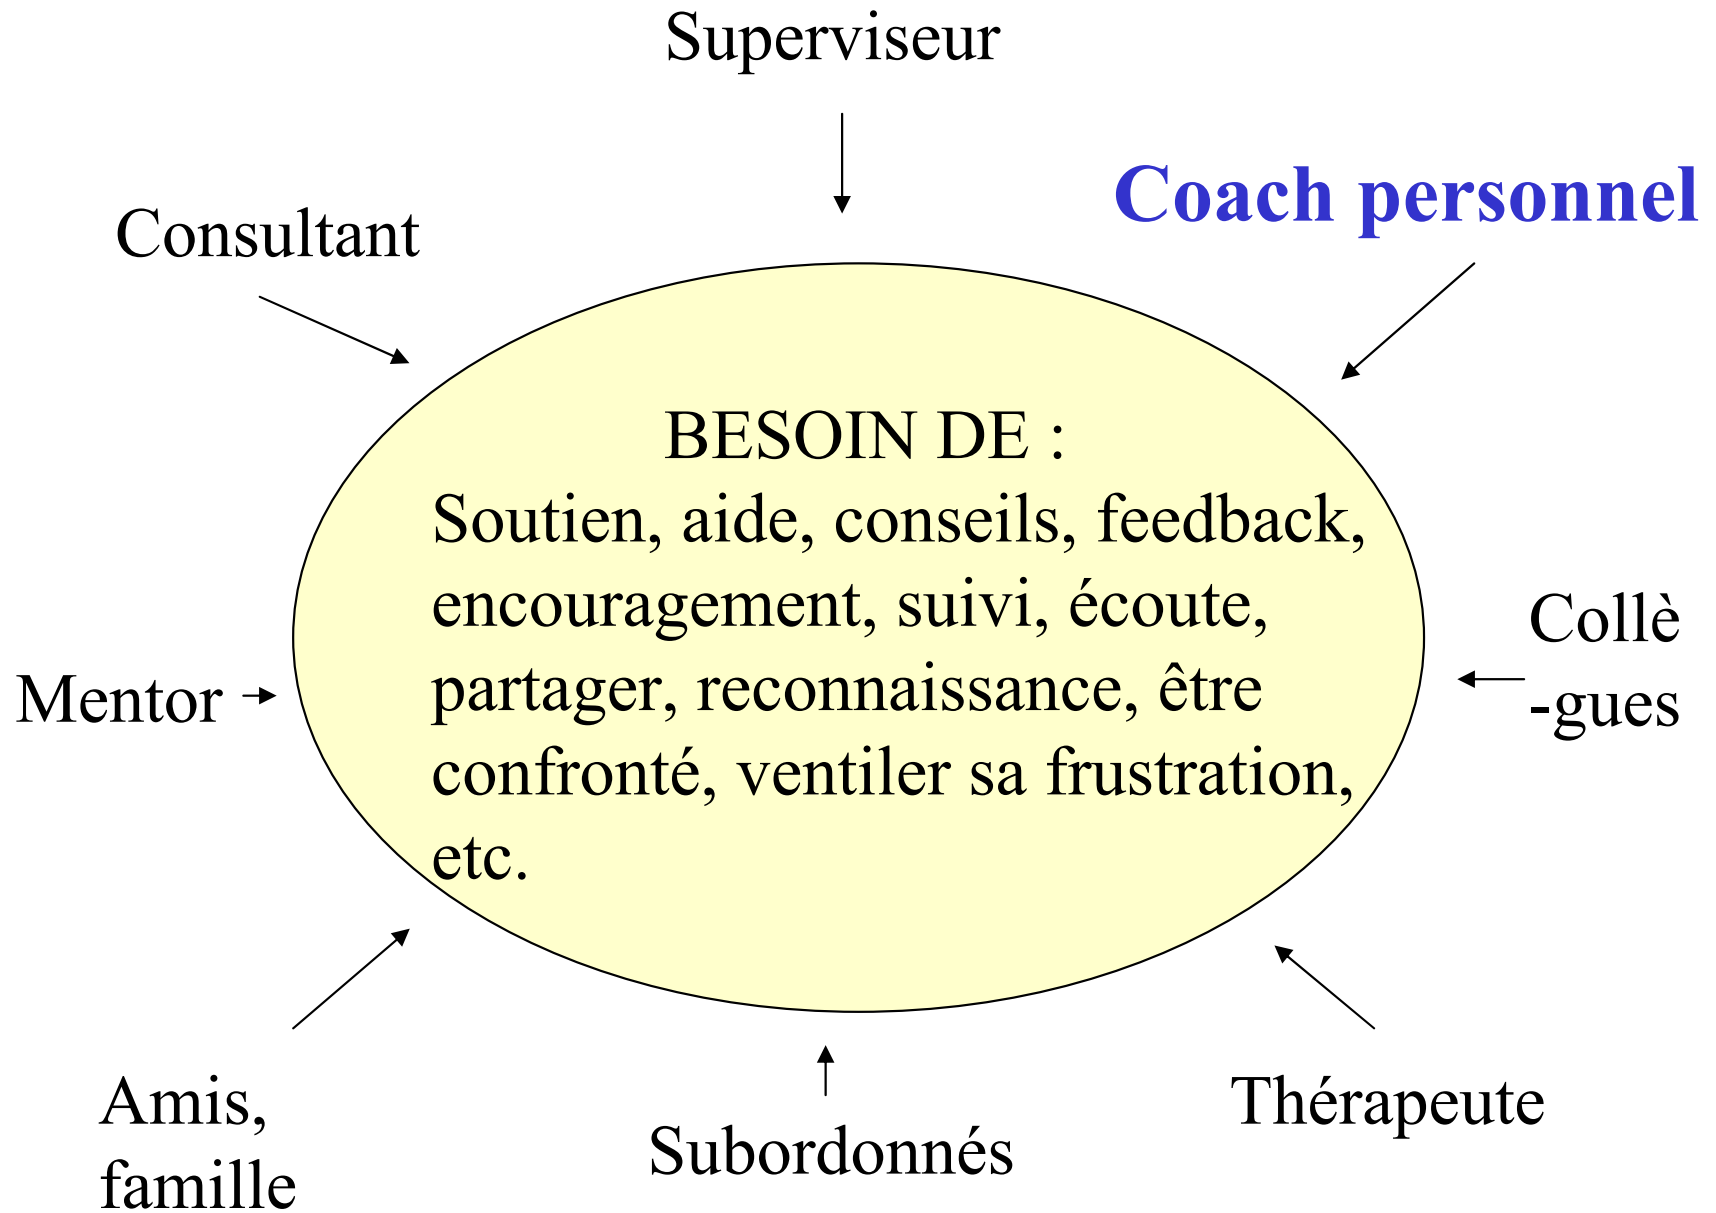 Superviseur
Coach personnel
Consultant
BESOIN DE :
Soutien, aide, conseils, feedback,
encouragement, suivi, écoute,
partager, reconnaissance, être
confronté, ventiler sa frustration,
etc.
Mentor
Collè
-gues
Amis,
famille
Subordonnés
Thérapeute